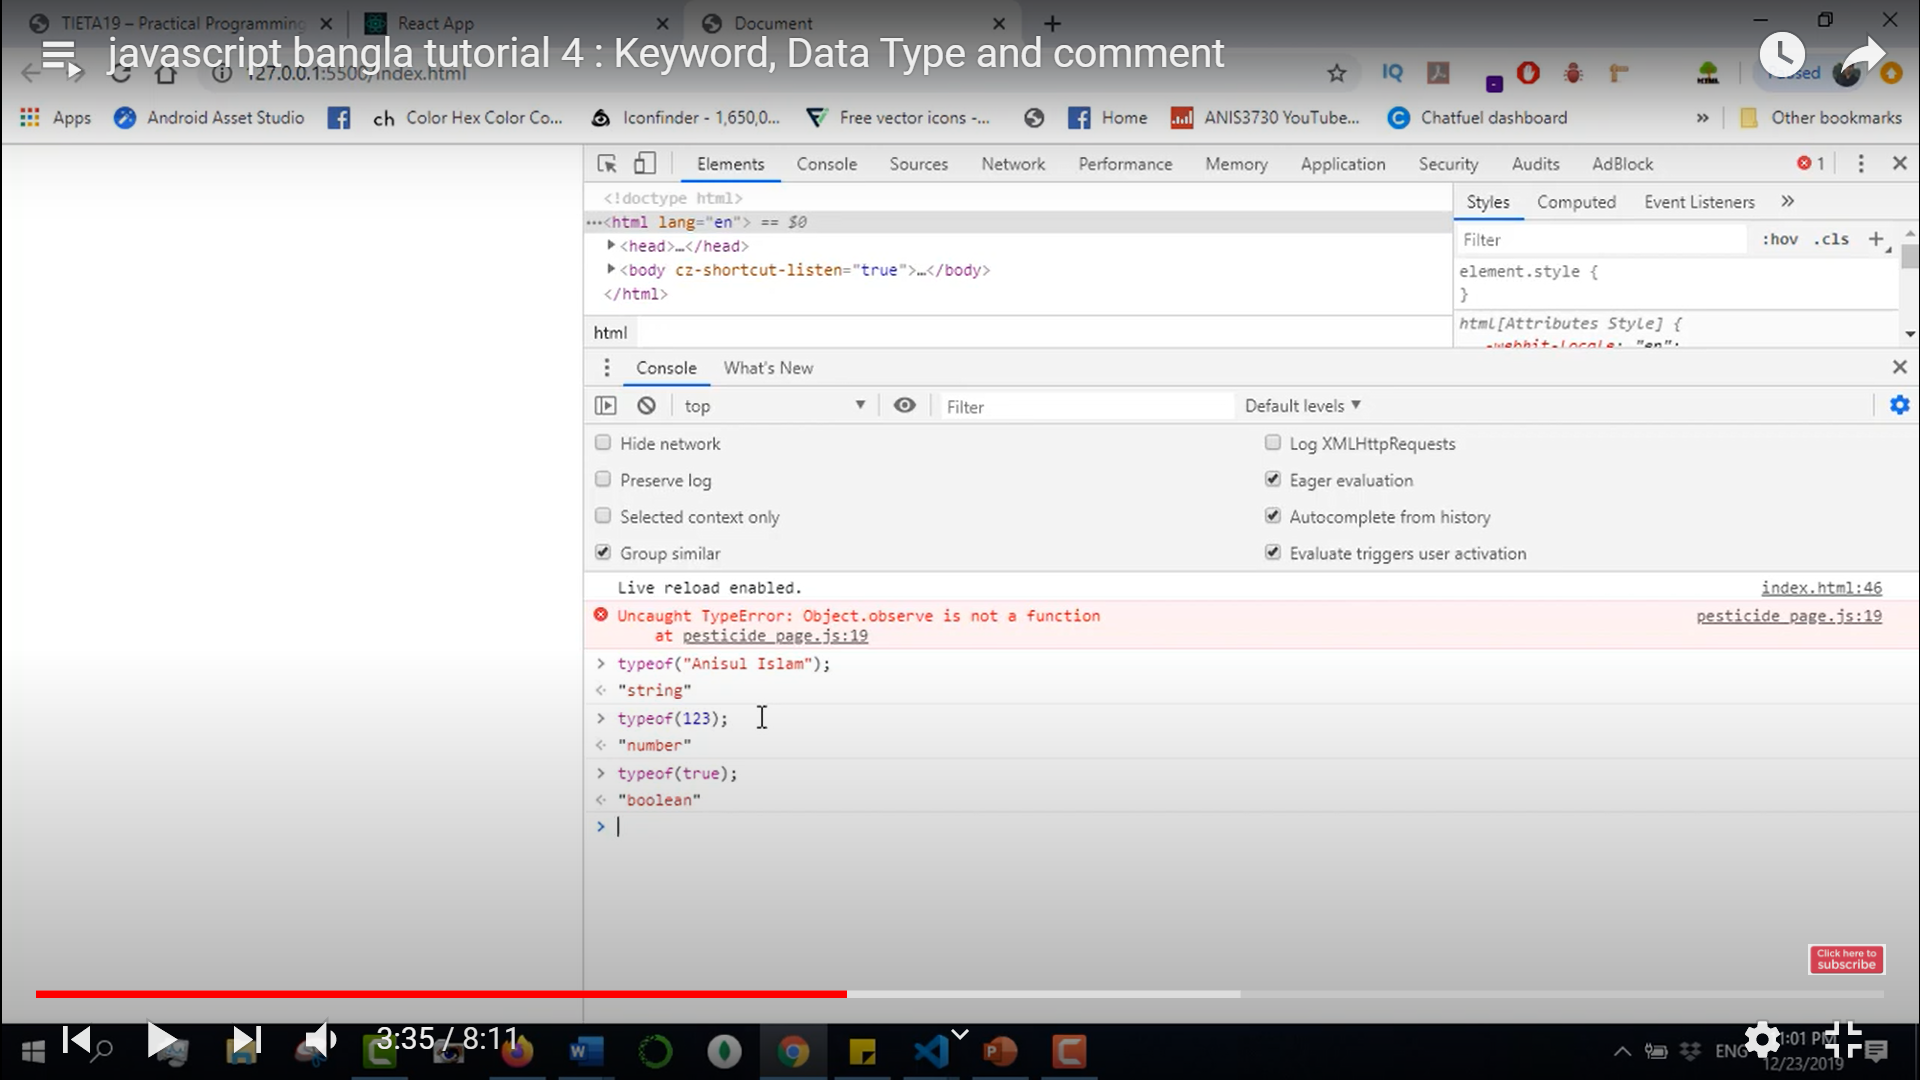 TIETA19 – Practical Programming
React App
Document
javascript bangla tutorial 4 : Keyword, Data Type and comment
127.0.0.1:5500/index.html
IQ
Apps
Android Asset Studio
ch Color Hex Color Co...
Iconfinder - 1,650,0...
Free vector icons -...
Home
ANIS3730 YouTube...
Chatfuel dashboard
»
Other bookmarks
Elements
Console
Sources
Network
Performance
Memory
Application
Security
Audits
AdBlock
1
<!doctype html>
···<html lang="en"> == $0
<head>…</head>
<body cz-shortcut-listen="true">…</body>
</html>
html
Styles
Computed
Event Listeners
»
Filter
:hov .cls +
element.style {
}
html[Attributes Style] {
-webkit-locale: "en";
Console
What's New
top
Filter
Default levels ▼
Hide network
Log XMLHttpRequests
Preserve log
Eager evaluation
Selected context only
Autocomplete from history
Group similar
Evaluate triggers user activation
Live reload enabled.
index.html:46
Uncaught TypeError: Object.observe is not a function
pesticide_page.js:19
at pesticide_page.js:19
> typeof("Anisul Islam");
"string"
> typeof(123);
"number"
> typeof(true);
"boolean"
>
Click here to
subscribe
3:35 / 8:11
ENG
:01 PM
12/23/2019